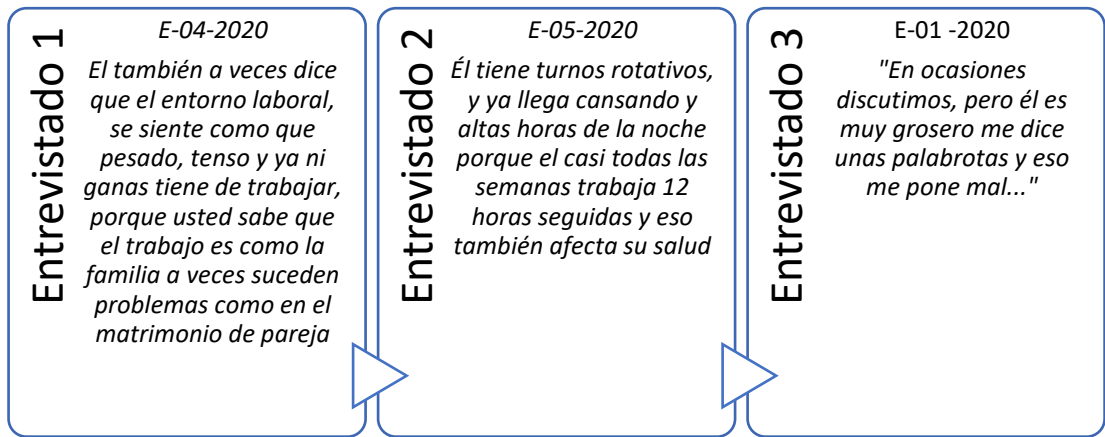 Entrevistado 1
E-04-2020
El también a veces dice
que el entorno laboral,
se siente como que
pesado, tenso y ya ni
ganas tiene de trabajar,
porque usted sabe que
el trabajo es como la
familia a veces suceden
problemas como en el
matrimonio de pareja
Entrevistado 2
E-05-2020
Él tiene turnos rotativos,
y ya llega cansando y
altas horas de la noche
porque el casi todas las
semanas trabaja 12
horas seguidas y eso
también afecta su salud
Entrevistado 3
E-01 -2020
"En ocasiones
discutimos, pero él es
muy grosero me dice
unas palabrotas y eso
me pone mal..."